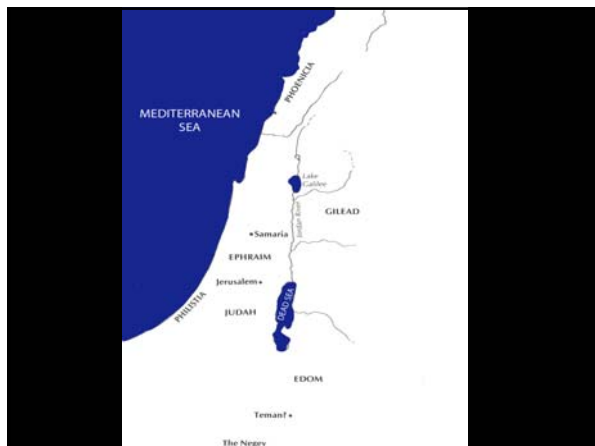 PHOENICIA
MEDITERRANEAN
SEA
Lake
Galilee
GILEAD
Jordan River
Samaria
EPHRAIM
Jerusalem
DEAD SEA
PHILISTIA
JUDAH
EDOM
Teman?
The Negev